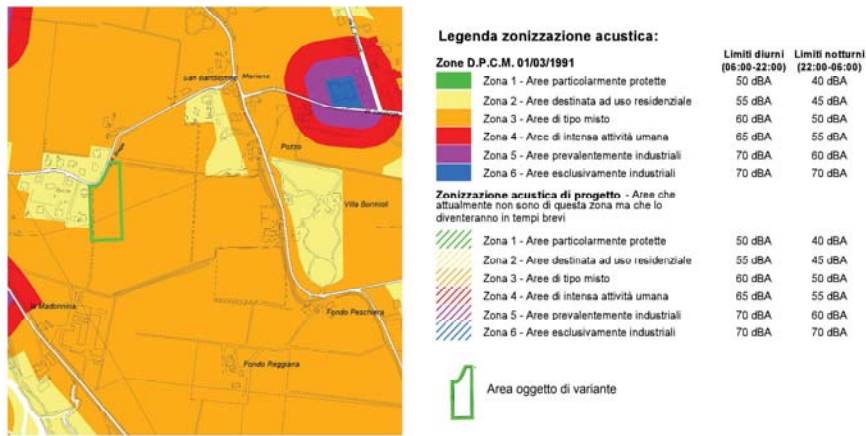 Legenda zonizzazione acustica:
Zone D.P.C.M. 01/03/1991
Limiti diurni Limiti notturni
(06:00-22:00) (22:00-06:00)
Zona 1 - Aree particolarmente protette 50 dBA 40 dBA
Zona 2 - Aree destinata ad uso residenziale 55 dBA 45 dBA
Zona 3 - Aree di tipo misto 60 dBA 50 dBA
Zona 4 - Aree di intensa attività umana 65 dBA 55 dBA
Zona 5 - Aree prevalentemente industriali 70 dBA 60 dBA
Zona 6 - Aree esclusivamente industriali 70 dBA 70 dBA
Zonizzazione acustica di progetto - Aree che
attualmente non sono di questa zona ma che lo
diventeranno in tempi brevi
Zona 1 - Aree particolarmente protette 50 dBA 40 dBA
Zona 2 - Aree destinata ad uso residenziale 55 dBA 45 dBA
Zona 3 - Aree di tipo misto 60 dBA 50 dBA
Zona 4 - Aree di intensa attività umana 65 dBA 55 dBA
Zona 5 - Aree prevalentemente industriali 70 dBA 60 dBA
Zona 6 - Aree esclusivamente industriali 70 dBA 70 dBA
Area oggetto di variante
Mariano
Pozzo
Villa Bormioli
la Madonnina
Fondo Peschiera
Fondo Reggiana